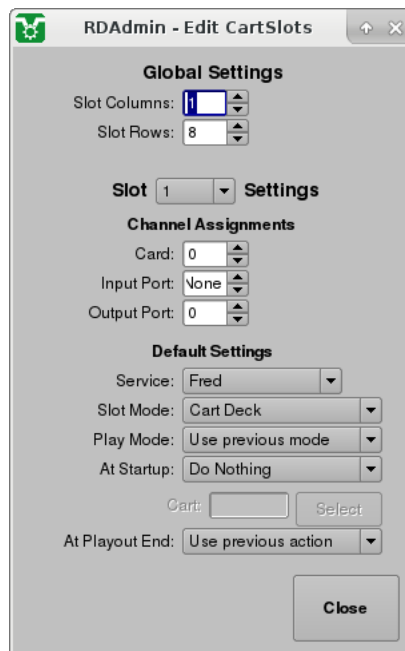 RDAdmin - Edit CartSlots
Global Settings
Slot Columns: 1
Slot Rows: 8
Slot 1 Settings
Channel Assignments
Card: 0
Input Port: None
Output Port: 0
Default Settings
Service: Fred
Slot Mode: Cart Deck
Play Mode: Use previous mode
At Startup: Do Nothing
Cart: Select
At Playout End: Use previous action
Close